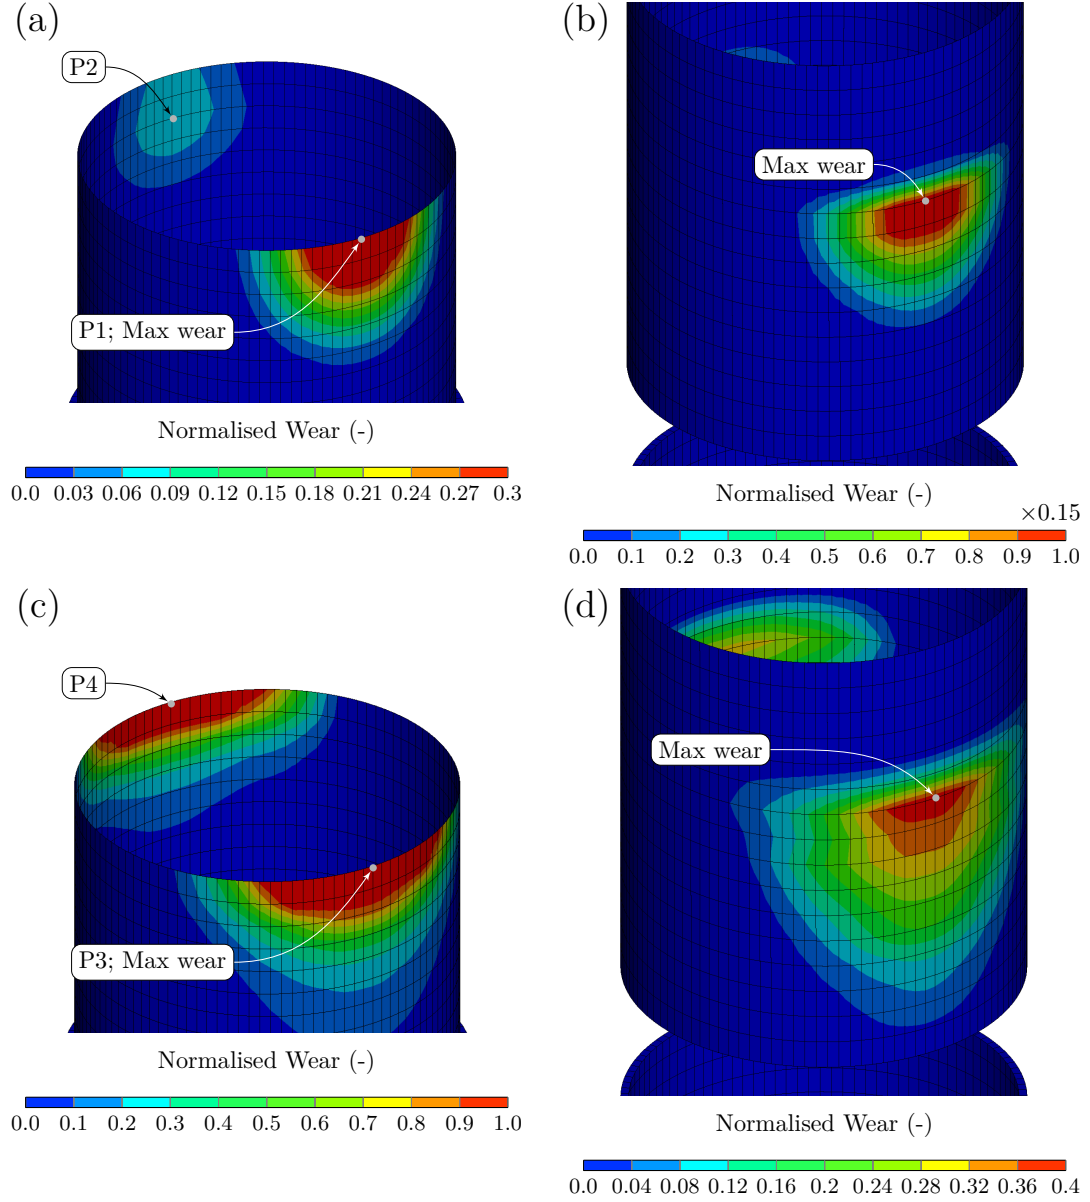 (a)
P2
P1; Max wear
Normalised Wear (-)
0.0 0.03 0.06 0.09 0.12 0.15 0.18 0.21 0.24 0.27 0.3
(b)
Max wear
Normalised Wear (-)
×0.15
0.0 0.1 0.2 0.3 0.4 0.5 0.6 0.7 0.8 0.9 1.0
(c)
P4
P3; Max wear
Normalised Wear (-)
0.0 0.1 0.2 0.3 0.4 0.5 0.6 0.7 0.8 0.9 1.0
(d)
Max wear
Normalised Wear (-)
0.0 0.04 0.08 0.12 0.16 0.2 0.24 0.28 0.32 0.36 0.4